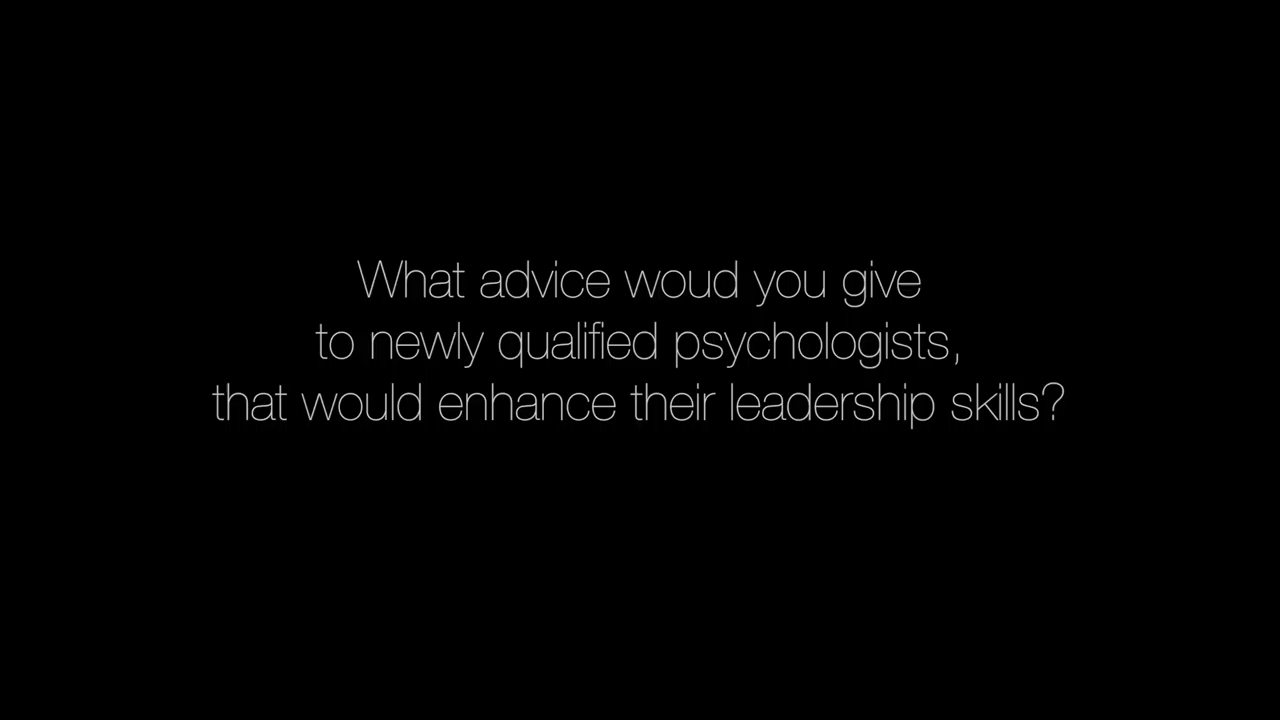 What advice woud you give
to newly qualified psychologists,
that would enhance their leadership skills?